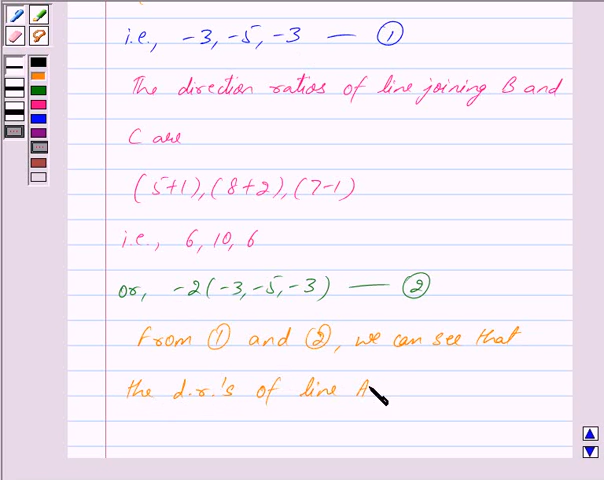 i.e., -3, -5, -3 — ①
The direction ratios of line joining B and
C are
(5+1), (8+2), (7-1)
i.e., 6, 10, 6
or, -2(-3, -5, -3) — ②
From ① and ②, we can see that
the d.r.'s of line A